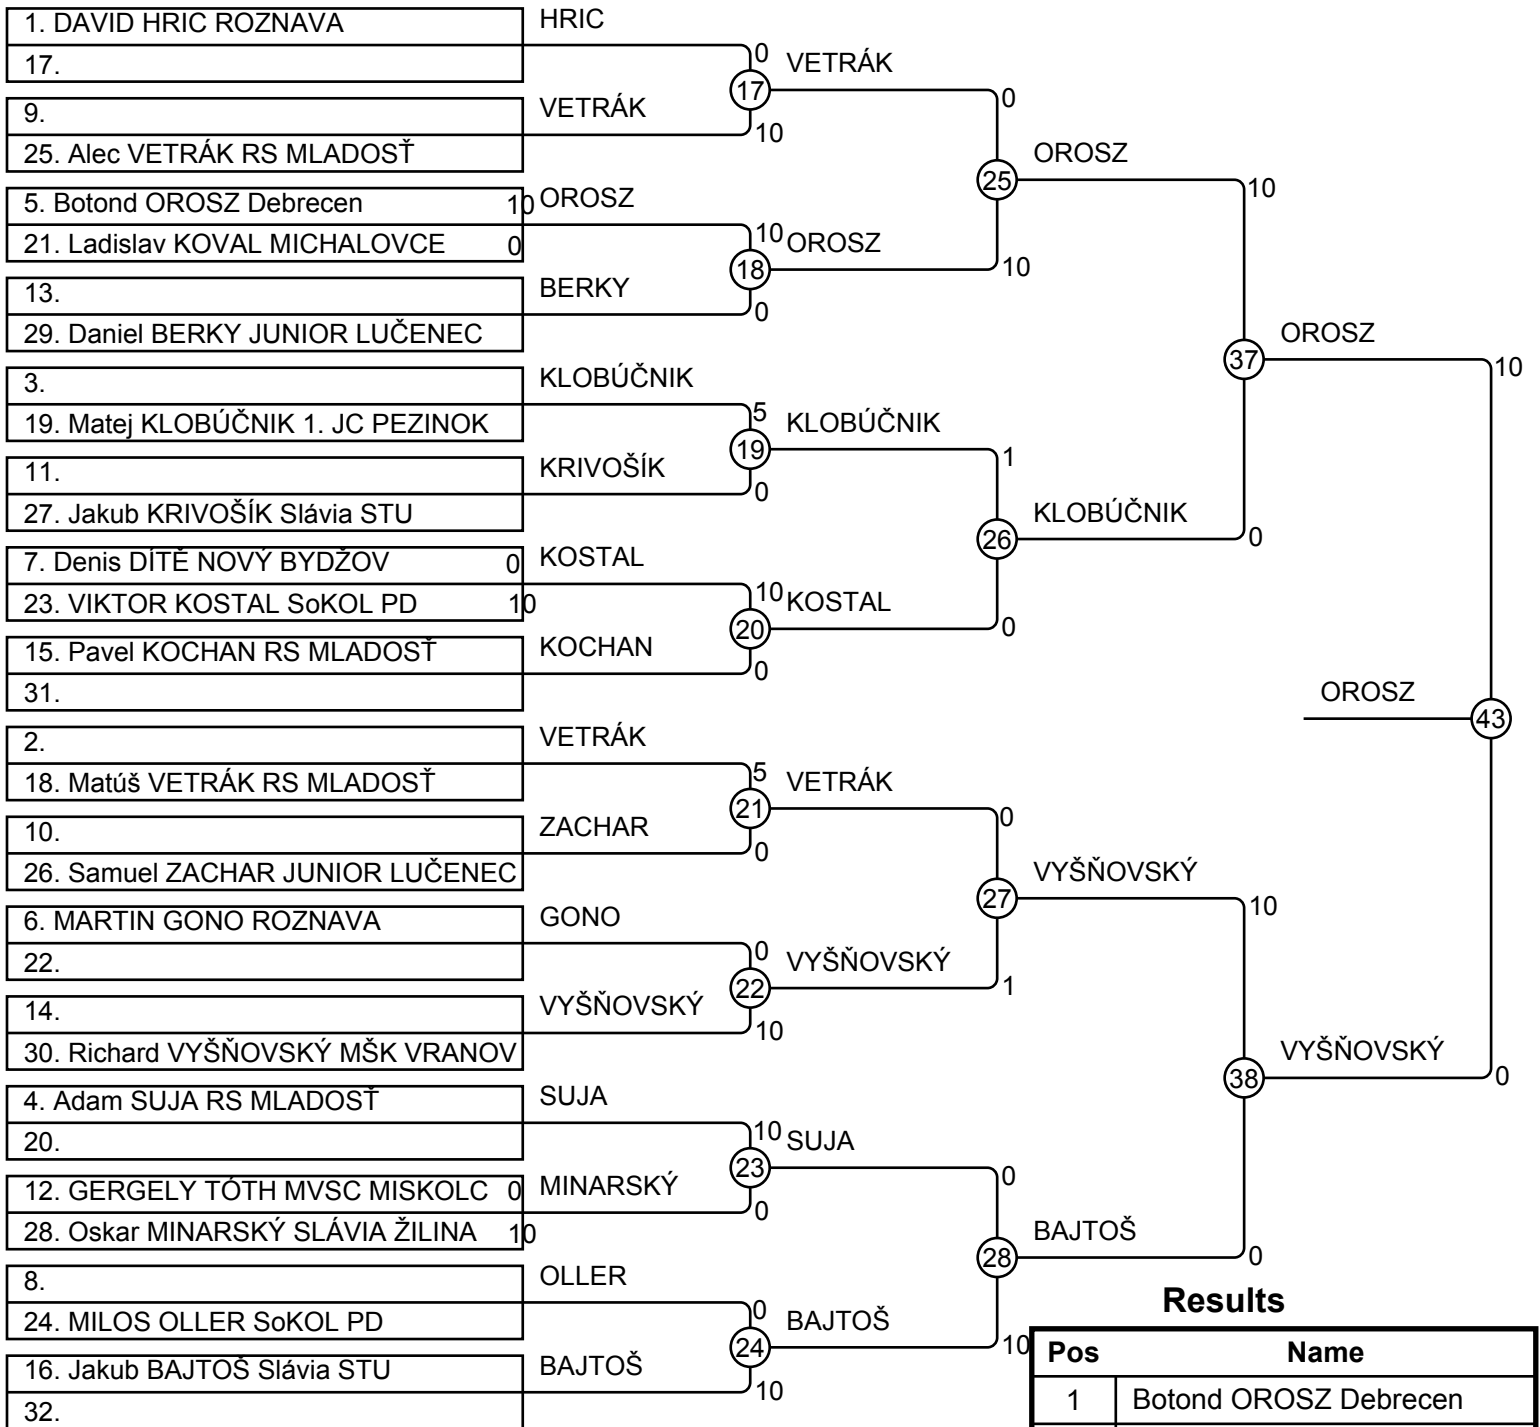 1. DAVID HRIC ROZNAVA
17.
9.
25. Alec VETRÁK RS MLADOSŤ
5. Botond OROSZ Debrecen 10
21. Ladislav KOVAL MICHALOVCE 0
13.
29. Daniel BERKY JUNIOR LUČENEC
3.
19. Matej KLOBÚČNIK 1. JC PEZINOK
11.
27. Jakub KRIVOŠÍK Slávia STU
7. Denis DÍTĚ NOVÝ BYDŽOV 0
23. VIKTOR KOSTAL SoKOL PD 10
15. Pavel KOCHAN RS MLADOSŤ
31.
2.
18. Matúš VETRÁK RS MLADOSŤ
10.
26. Samuel ZACHAR JUNIOR LUČENEC
6. MARTIN GONO ROZNAVA
22.
14.
30. Richard VYŠŇOVSKÝ MŠK VRANOV
4. Adam SUJA RS MLADOSŤ
20.
12. GERGELY TÓTH MVSC MISKOLC 0
28. Oskar MINARSKÝ SLÁVIA ŽILINA 10
8.
24. MILOS OLLER SoKOL PD
16. Jakub BAJTOŠ Slávia STU
32.
HRIC
0
17
VETRÁK
10
OROSZ
10
18
BERKY
0
KLOBÚČNIK
5
19
KRIVOŠÍK
0
KOSTAL
10
20
KOCHAN
0
VETRÁK
5
21
ZACHAR
0
GONO
0
22
VYŠŇOVSKÝ
10
SUJA
10
23
MINARSKÝ
0
OLLER
0
24
BAJTOŠ
10
VETRÁK
0
25
OROSZ
10
KLOBÚČNIK
1
26
KOSTAL
0
VETRÁK
0
27
VYŠŇOVSKÝ
1
SUJA
0
28
BAJTOŠ
10
OROSZ
10
37
KLOBÚČNIK
0
VYŠŇOVSKÝ
10
38
BAJTOŠ
0
OROSZ
10
OROSZ
43
VYŠŇOVSKÝ
0
Results
Pos Name
1 Botond OROSZ Debrecen